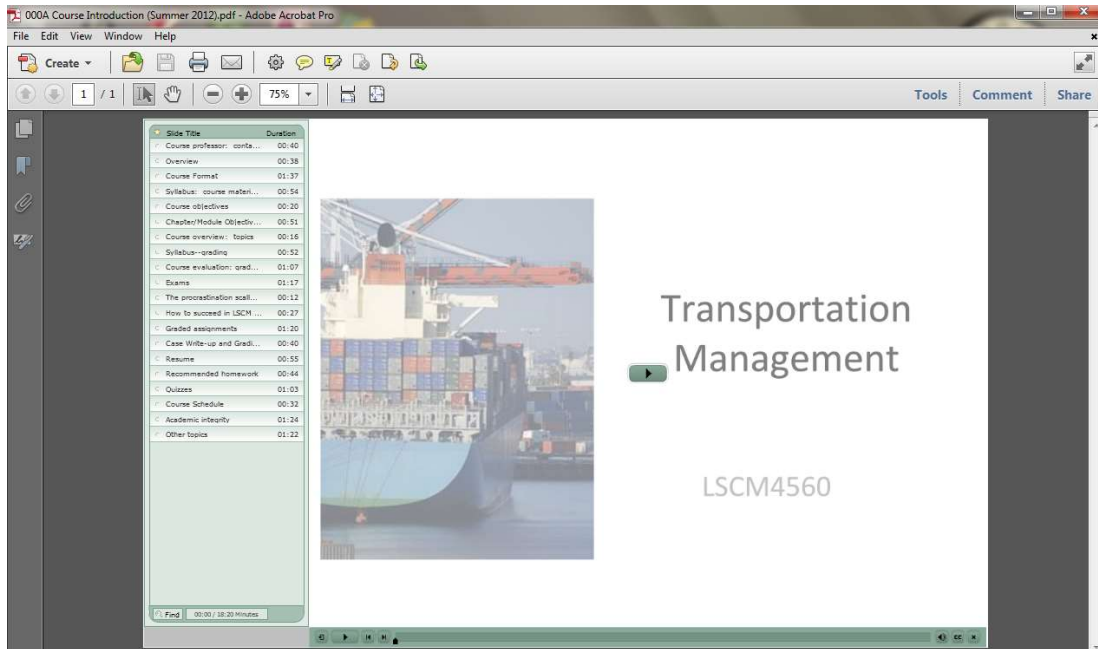 000A Course Introduction (Summer 2012).pdf - Adobe Acrobat Pro
File Edit View Window Help
Create
1 / 1 75% Tools Comment Share
Slide Title Duration
Course professor: conta... 00:40
Overview 00:38
Course Format 01:37
Syllabus: course materi... 00:54
Course objectives 00:20
Chapter/Module Objectiv... 00:51
Course overview: topics 00:16
Syllabus--grading 00:52
Course evaluation: grad... 01:07
Exams 01:17
The procrastination scall... 00:12
How to succeed in LSCM ... 00:27
Graded assignments 01:20
Case Write-up and Gradi... 00:40
Resume 00:55
Recommended homework 00:44
Quizzes 01:03
Course Schedule 00:32
Academic integrity 01:24
Other topics 01:22
Find 00:00 / 18:20 Minutes
Transportation
Management
LSCM4560
CC